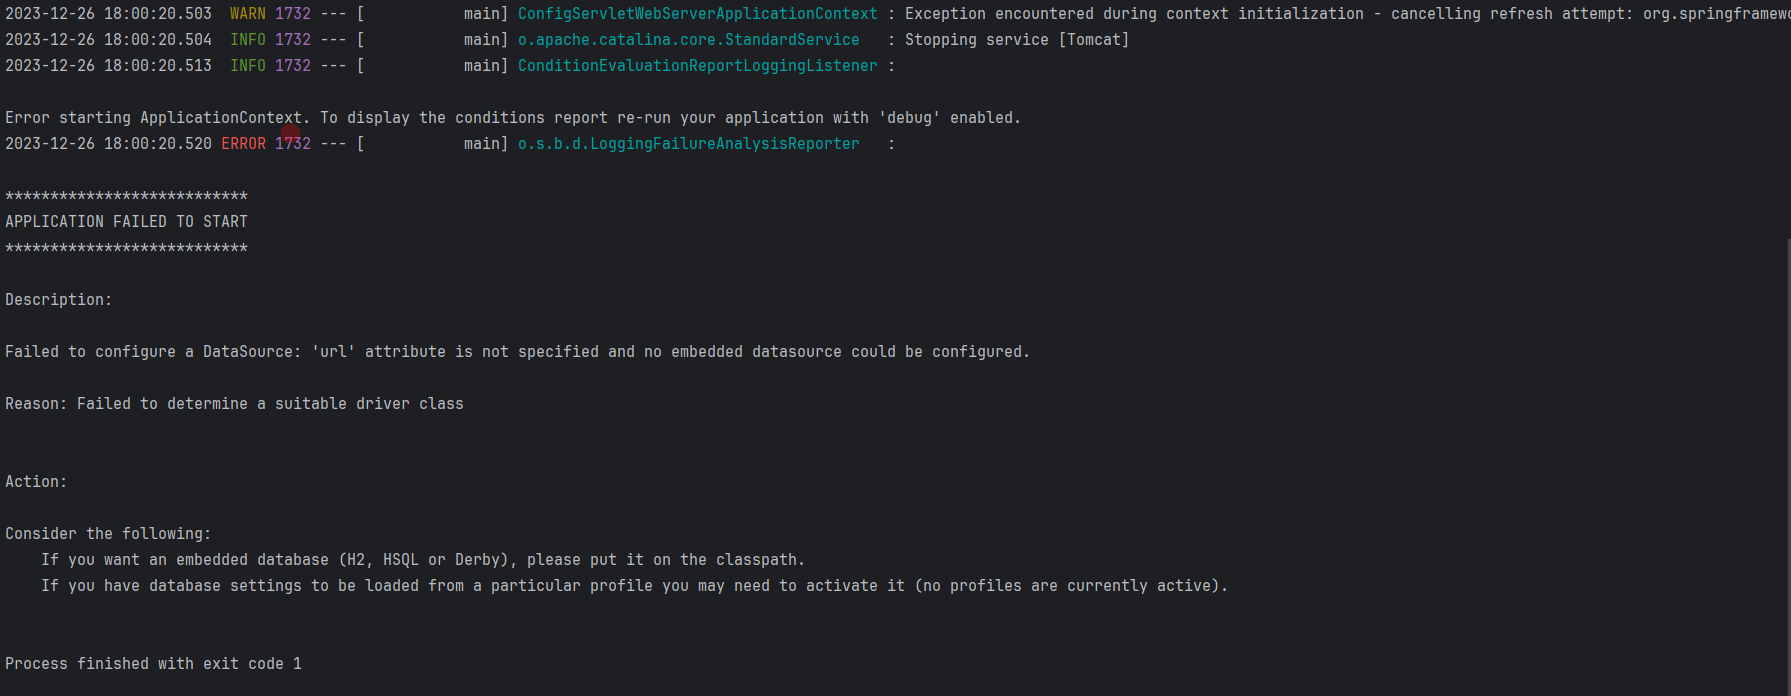 2023-12-26 18:00:20.503  WARN 1732 --- [           main] ConfigServletWebServerApplicationContext : Exception encountered during context initialization - cancelling refresh attempt: org.springframewo
2023-12-26 18:00:20.504  INFO 1732 --- [           main] o.apache.catalina.core.StandardService   : Stopping service [Tomcat]
2023-12-26 18:00:20.513  INFO 1732 --- [           main] ConditionEvaluationReportLoggingListener :
Error starting ApplicationContext. To display the conditions report re-run your application with 'debug' enabled.
2023-12-26 18:00:20.520 ERROR 1732 --- [           main] o.s.b.d.LoggingFailureAnalysisReporter   :
***************************
APPLICATION FAILED TO START
***************************
Description:
Failed to configure a DataSource: 'url' attribute is not specified and no embedded datasource could be configured.
Reason: Failed to determine a suitable driver class
Action:
Consider the following:
    If you want an embedded database (H2, HSQL or Derby), please put it on the classpath.
    If you have database settings to be loaded from a particular profile you may need to activate it (no profiles are currently active).
Process finished with exit code 1